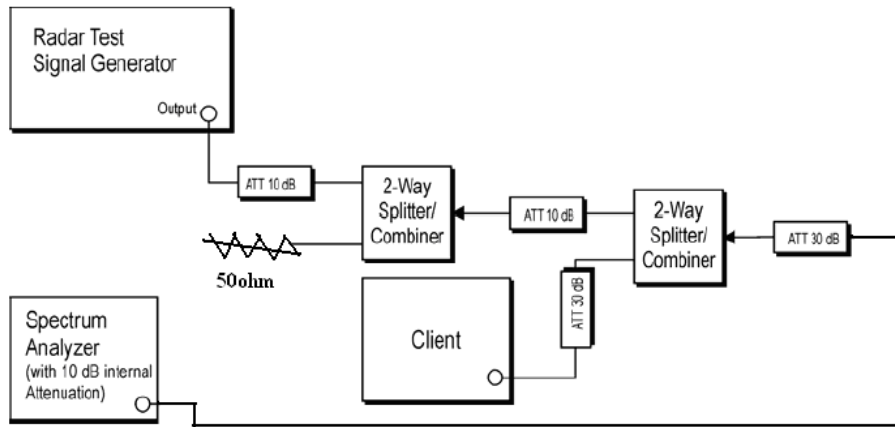 Radar Test
Signal Generator
Output
ATT 10 dB
2-Way
Splitter/
Combiner
ATT 10 dB
2-Way
Splitter/
Combiner
ATT 30 dB
50ohm
ATT 30 dB
Client
Spectrum
Analyzer
(with 10 dB internal
Attenuation)